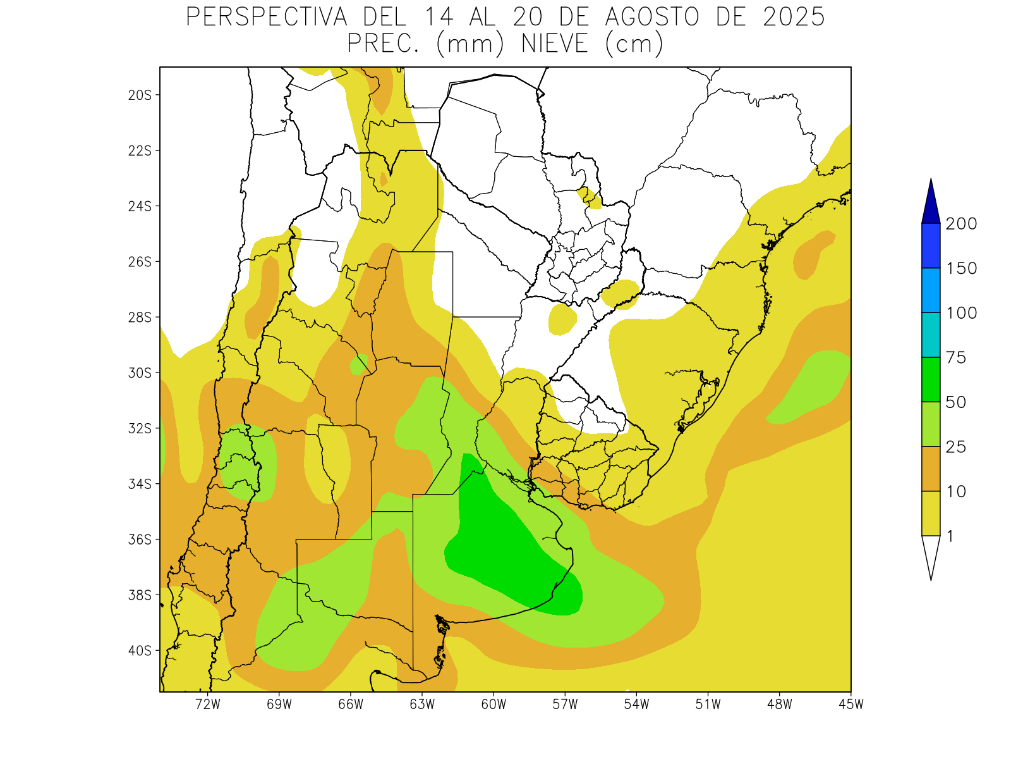 PERSPECTIVA DEL 14 AL 20 DE AGOSTO DE 2025
PREC. (mm) NIEVE (cm)
20S
22S
24S
26S
28S
30S
32S
34S
36S
38S
40S
72W 69W 66W 63W 60W 57W 54W 51W 48W 45W
200
150
100
75
50
25
10
1